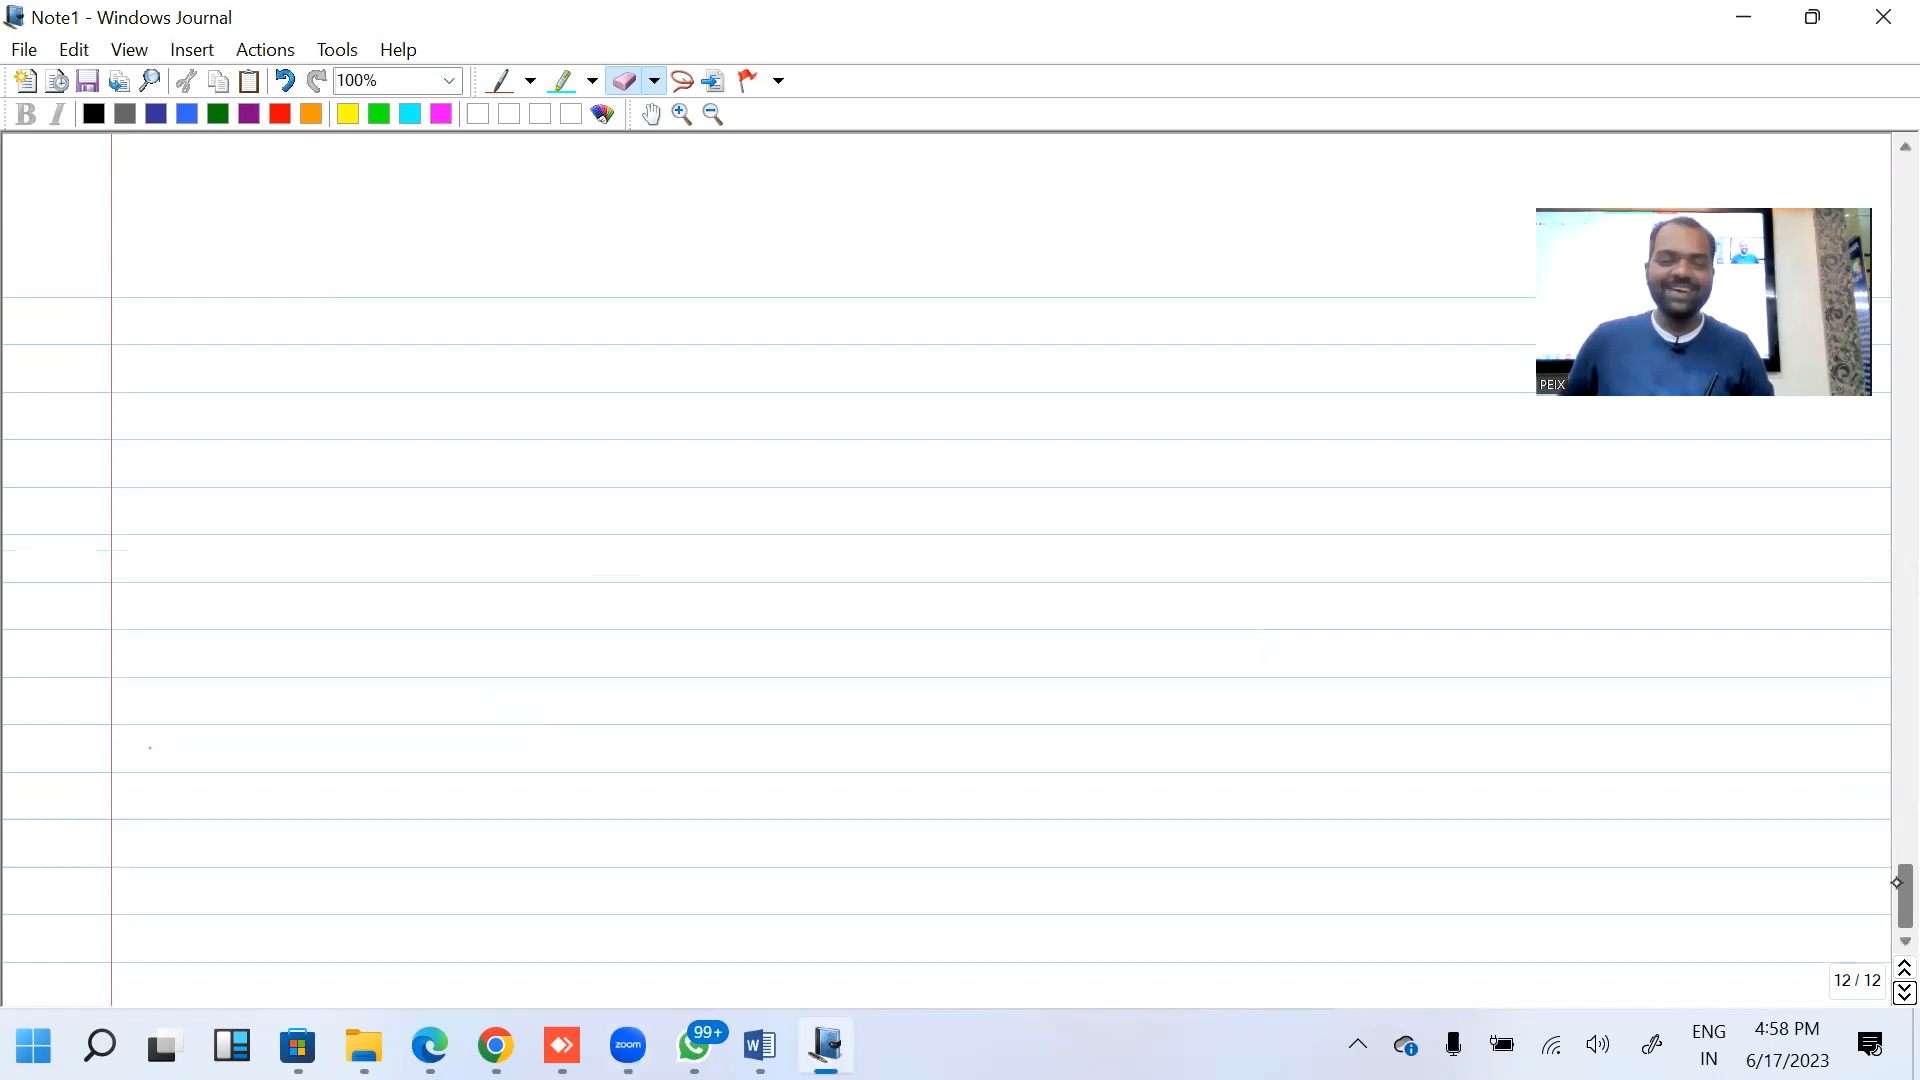 Note1 - Windows Journal
File Edit View Insert Actions Tools Help
100%
B I
PEIX
12 / 12
zoom
99+
W
ENG
IN
4:58 PM
6/17/2023